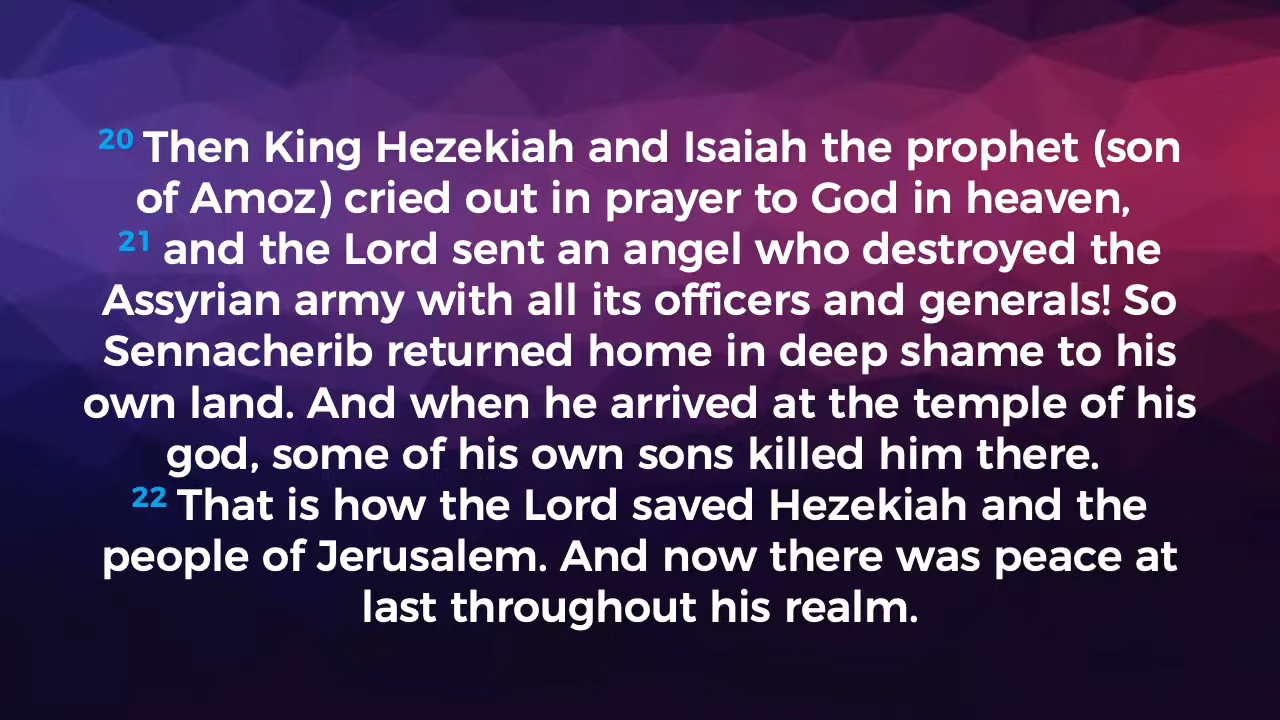 20 Then King Hezekiah and Isaiah the prophet (son
of Amoz) cried out in prayer to God in heaven,
21 and the Lord sent an angel who destroyed the
Assyrian army with all its officers and generals! So
Sennacherib returned home in deep shame to his
own land. And when he arrived at the temple of his
god, some of his own sons killed him there.
22 That is how the Lord saved Hezekiah and the
people of Jerusalem. And now there was peace at
last throughout his realm.